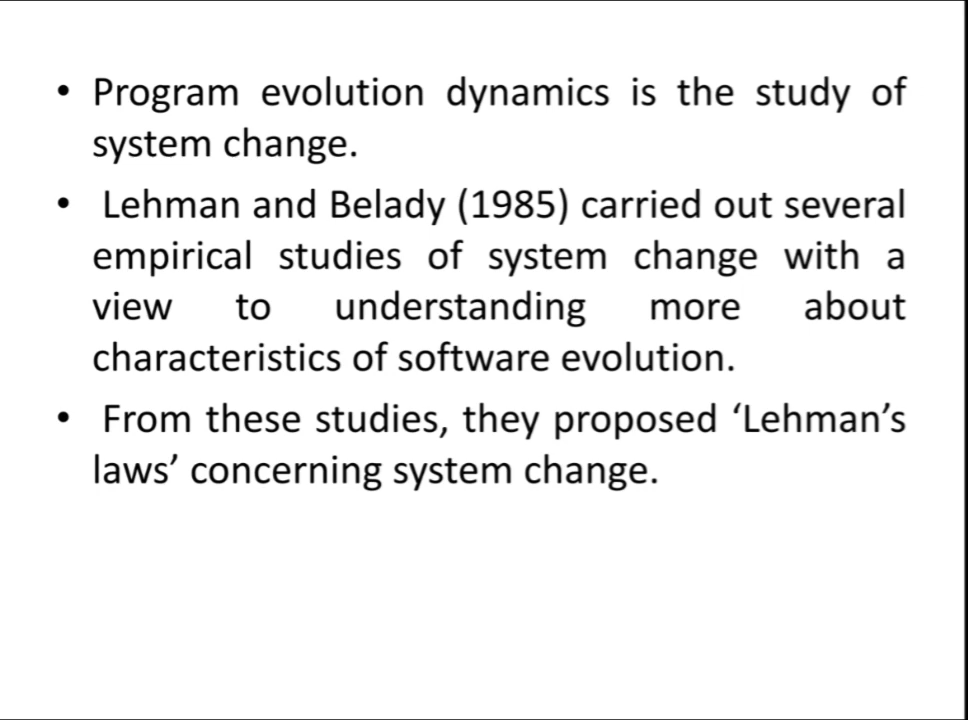 • Program evolution dynamics is the study of
system change.
• Lehman and Belady (1985) carried out several
empirical studies of system change with a
view to understanding more about
characteristics of software evolution.
• From these studies, they proposed ‘Lehman’s
laws’ concerning system change.